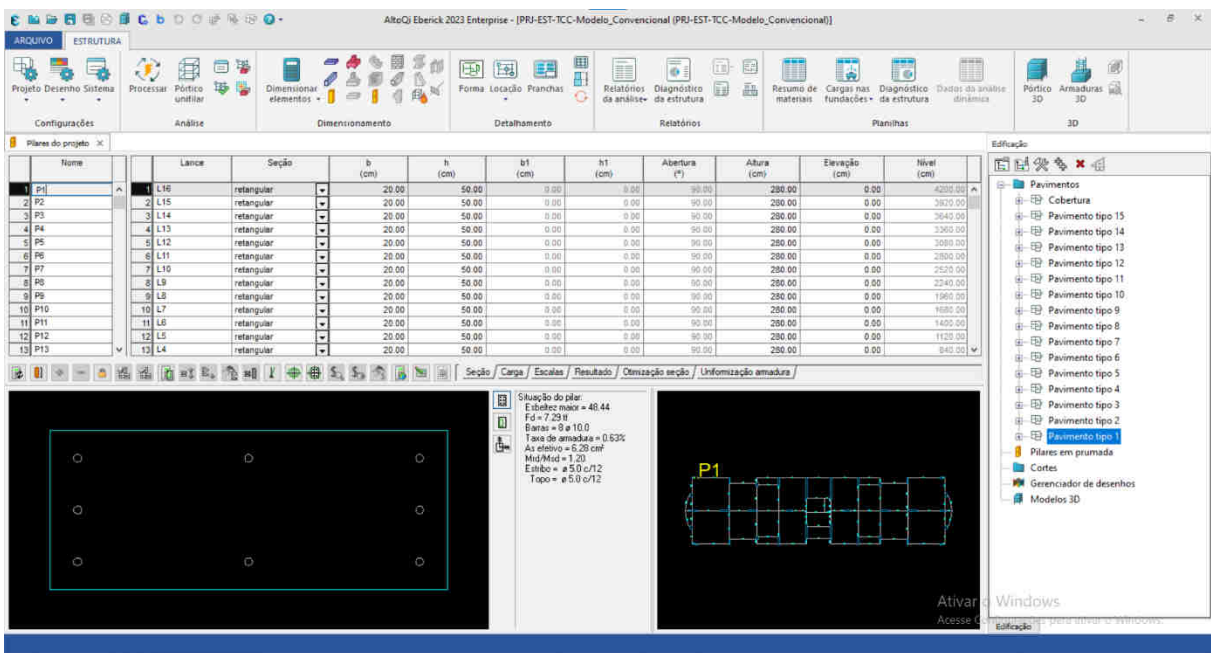 AltoQi Eberick 2023 Enterprise - [PRJ-EST-TCC-Modelo_Convencional (PRJ-EST-TCC-Modelo_Convencional)]
ARQUIVO ESTRUTURA
Projeto Desenho Sistema
Processar Pórtico unifilar
Dimensionar elementos
Forma Locação Pranchas
Relatórios da análise Diagnóstico da estrutura
Resumo de materiais Cargas nas fundações Diagnóstico da estrutura Dados da análise dinâmica
Pórtico 3D Armaduras 3D
Configurações Análise Dimensionamento Detalhamento Relatórios Planilhas 3D
Pilares do projeto
Nome Lance Seção b (cm) h (cm) b1 (cm) h1 (cm) Abertura (°) Altura (cm) Elevação (cm) Nível (cm)
1 P1 1 L16 retangular 20.00 50.00 0.00 0.00 90.00 280.00 0.00 4200.00
2 P2 2 L15 retangular 20.00 50.00 0.00 0.00 90.00 280.00 0.00 3920.00
3 P3 3 L14 retangular 20.00 50.00 0.00 0.00 90.00 280.00 0.00 3640.00
4 P4 4 L13 retangular 20.00 50.00 0.00 0.00 90.00 280.00 0.00 3360.00
5 P5 5 L12 retangular 20.00 50.00 0.00 0.00 90.00 280.00 0.00 3080.00
6 P6 6 L11 retangular 20.00 50.00 0.00 0.00 90.00 280.00 0.00 2800.00
7 P7 7 L10 retangular 20.00 50.00 0.00 0.00 90.00 280.00 0.00 2520.00
8 P8 8 L9 retangular 20.00 50.00 0.00 0.00 90.00 280.00 0.00 2240.00
9 P9 9 L8 retangular 20.00 50.00 0.00 0.00 90.00 280.00 0.00 1960.00
10 P10 10 L7 retangular 20.00 50.00 0.00 0.00 90.00 280.00 0.00 1680.00
11 P11 11 L6 retangular 20.00 50.00 0.00 0.00 90.00 280.00 0.00 1400.00
12 P12 12 L5 retangular 20.00 50.00 0.00 0.00 90.00 280.00 0.00 1120.00
13 P13 13 L4 retangular 20.00 50.00 0.00 0.00 90.00 280.00 0.00 840.00
Seção / Carga / Escalas / Resultado / Otimização seção / Uniformização armadura /
Situação do pilar:
Esbeltez maior = 48.44
Fd = 7.29 tf
Barras = 8 ø 10.0
Taxa de armadura = 0.63%
As efetivo = 6.28 cm²
Mrd/Msd = 1.20
Estribo = ø 5.0 c/12
Topo = ø 5.0 c/12
P1
Edificação
Pavimentos
Cobertura
Pavimento tipo 15
Pavimento tipo 14
Pavimento tipo 13
Pavimento tipo 12
Pavimento tipo 11
Pavimento tipo 10
Pavimento tipo 9
Pavimento tipo 8
Pavimento tipo 7
Pavimento tipo 6
Pavimento tipo 5
Pavimento tipo 4
Pavimento tipo 3
Pavimento tipo 2
Pavimento tipo 1
Pilares em prumada
Cortes
Gerenciador de desenhos
Modelos 3D
Ativar o Windows
Acesse Configurações para ativar o Windows.
Edificação